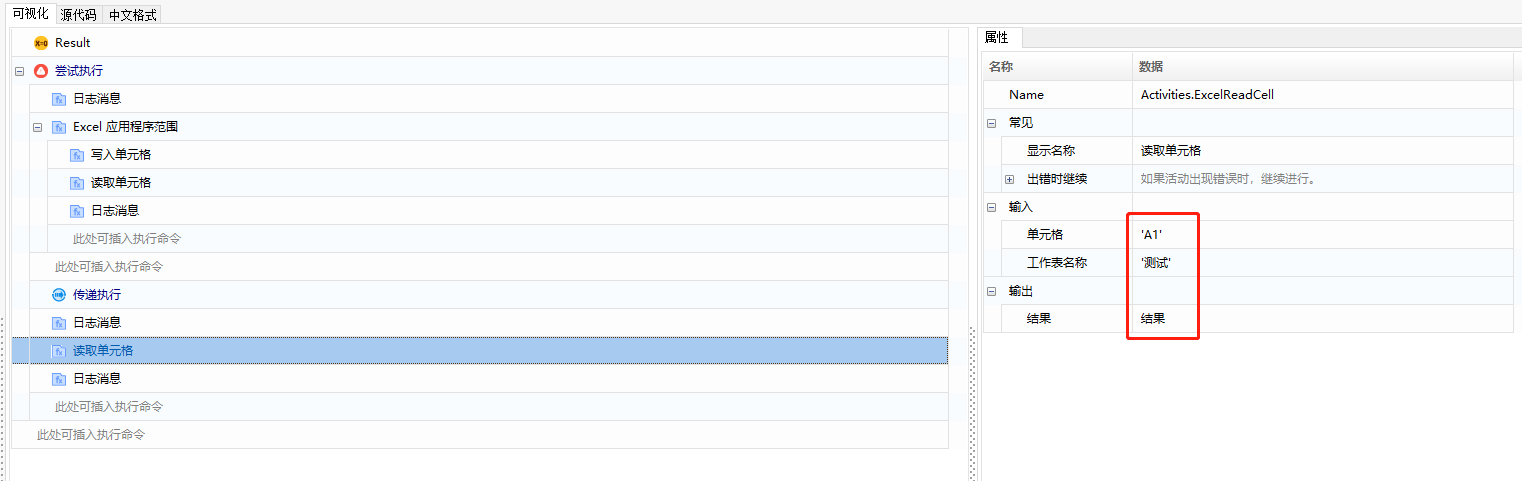 可视化 源代码 中文格式
Result
尝试执行
日志消息
Excel 应用程序范围
写入单元格
读取单元格
日志消息
此处可插入执行命令
此处可插入执行命令
传递执行
日志消息
读取单元格
日志消息
此处可插入执行命令
此处可插入执行命令
属性
名称 数据
Name Activities.ExcelReadCell
常见
显示名称 读取单元格
出错时继续 如果活动出现错误时，继续进行。
输入
单元格 'A1'
工作表名称 '测试'
输出
结果 结果